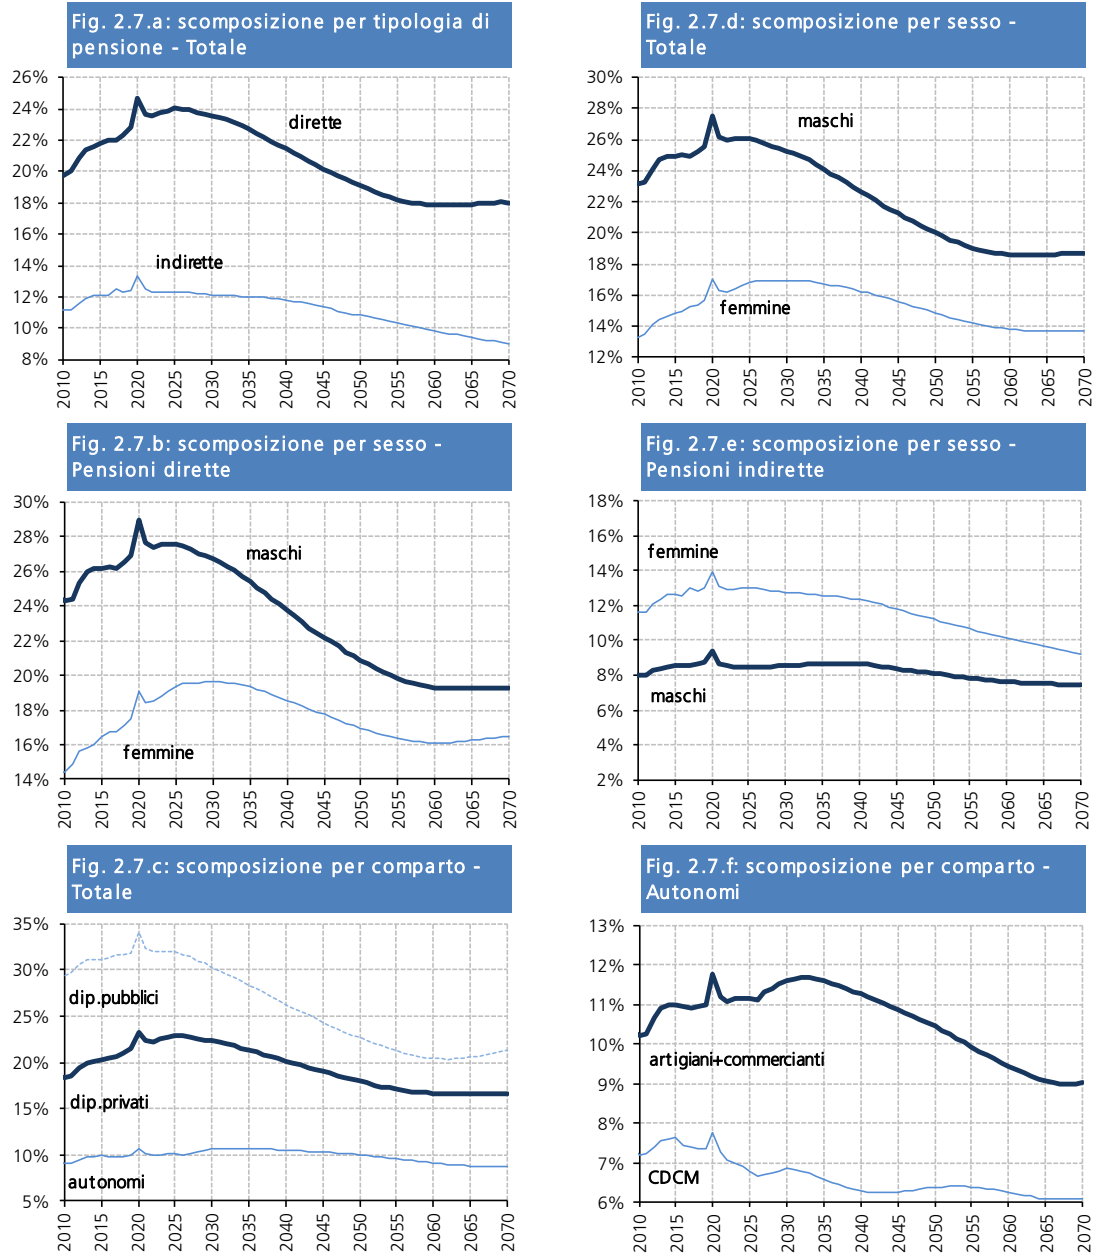 Fig. 2.7.a: scomposizione per tipologia di
pensione - Totale
26%
24%
22%
20%
18%
16%
14%
12%
10%
8%
dirette
indirette
2010 2015 2020 2025 2030 2035 2040 2045 2050 2055 2060 2065 2070
Fig. 2.7.d: scomposizione per sesso -
Totale
30%
28%
26%
24%
22%
20%
18%
16%
14%
12%
maschi
femmine
2010 2015 2020 2025 2030 2035 2040 2045 2050 2055 2060 2065 2070
Fig. 2.7.b: scomposizione per sesso -
Pensioni dirette
30%
28%
26%
24%
22%
20%
18%
16%
14%
maschi
femmine
2010 2015 2020 2025 2030 2035 2040 2045 2050 2055 2060 2065 2070
Fig. 2.7.e: scomposizione per sesso -
Pensioni indirette
18%
16%
14%
12%
10%
8%
6%
4%
2%
femmine
maschi
2010 2015 2020 2025 2030 2035 2040 2045 2050 2055 2060 2065 2070
Fig. 2.7.c: scomposizione per comparto -
Totale
35%
30%
25%
20%
15%
10%
5%
dip.pubblici
dip.privati
autonomi
2010 2015 2020 2025 2030 2035 2040 2045 2050 2055 2060 2065 2070
Fig. 2.7.f: scomposizione per comparto -
Autonomi
13%
12%
11%
10%
9%
8%
7%
6%
artigiani+commercianti
CDCM
2010 2015 2020 2025 2030 2035 2040 2045 2050 2055 2060 2065 2070